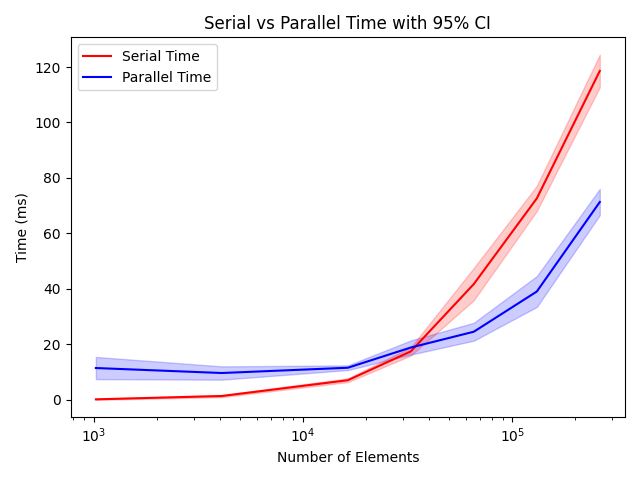 Serial vs Parallel Time with 95% CI
Serial Time
Parallel Time
Time (ms)
120
100
80
60
40
20
0
10³
10⁴
10⁵
Number of Elements